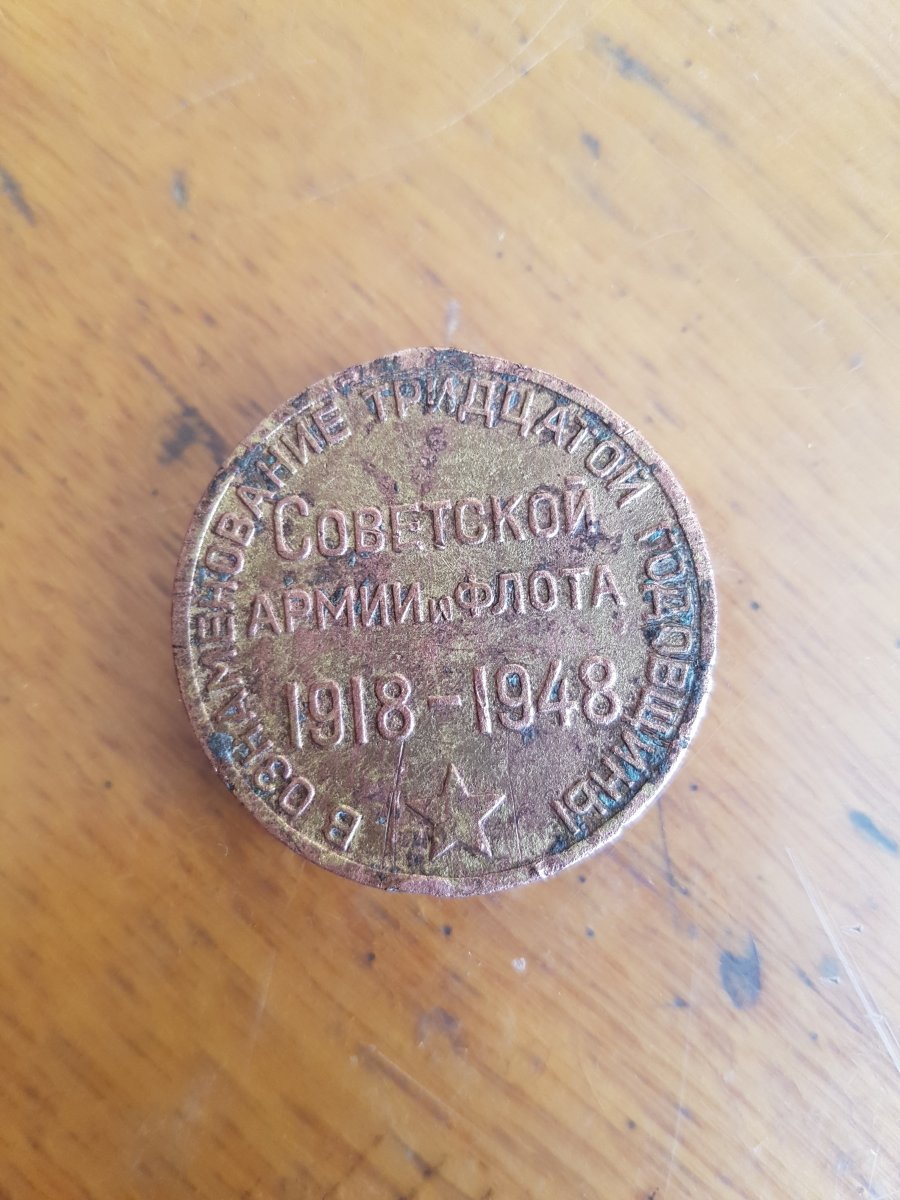 В ОЗНАМЕНОВАНИЕ ТРИДЦАТОЙ ГОДОВЩИНЫ
СОВЕТСКОЙ
АРМИИ и ФЛОТА
1918-1948